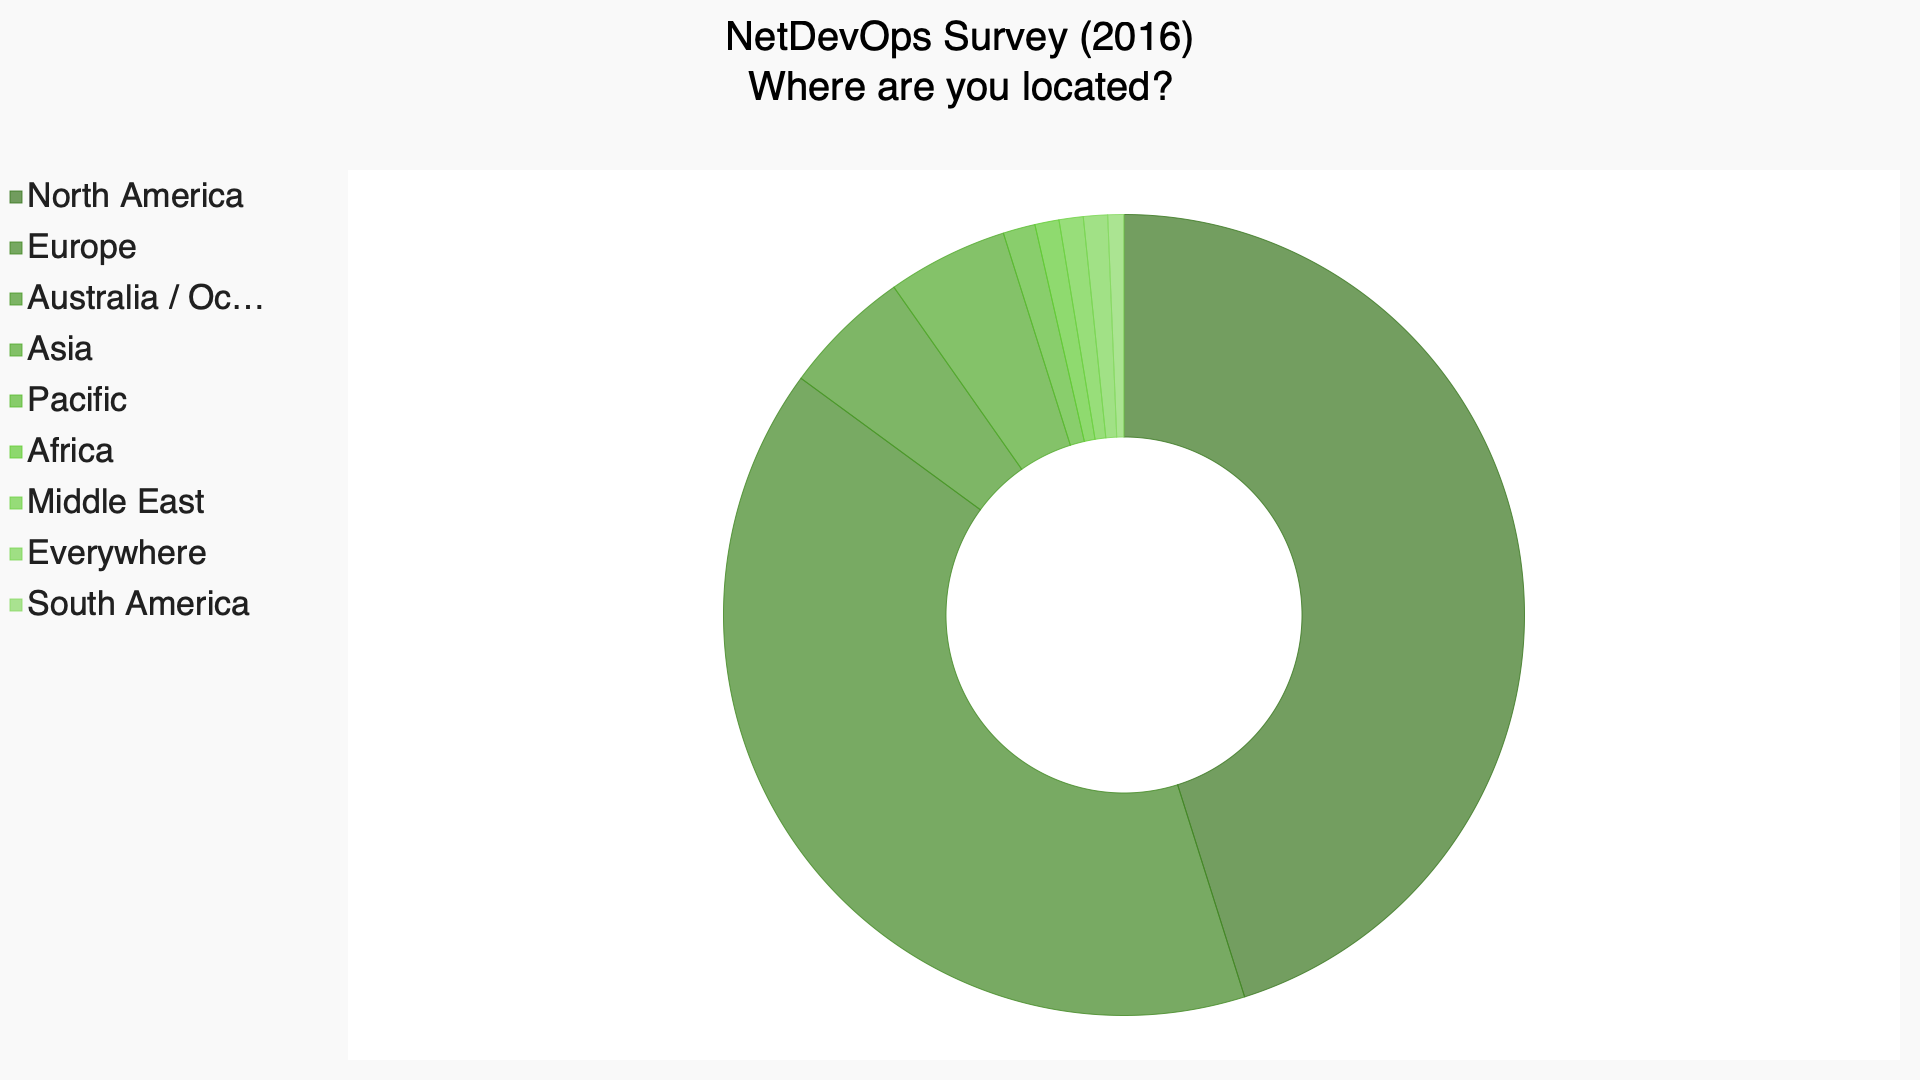 NetDevOps Survey (2016)
Where are you located?
North America
Europe
Australia / Oc…
Asia
Pacific
Africa
Middle East
Everywhere
South America